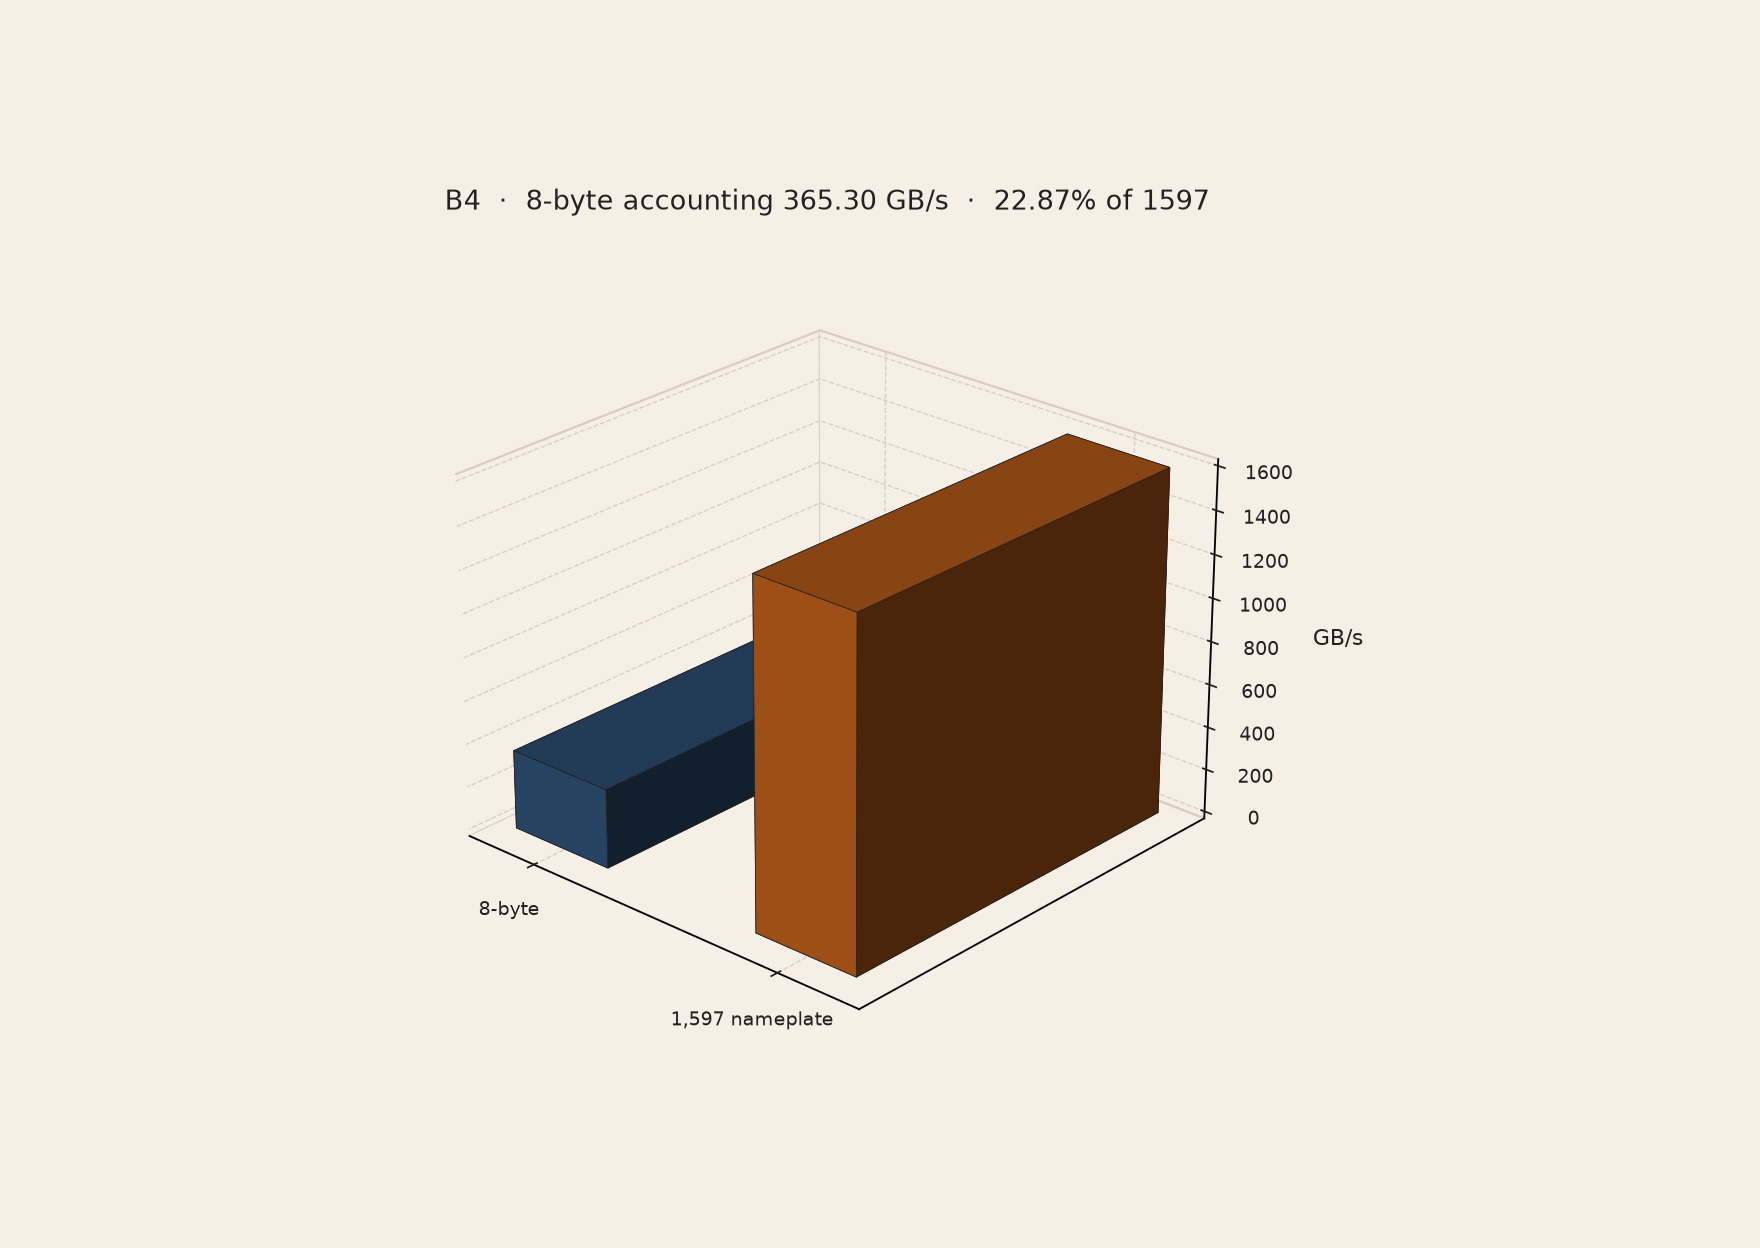 B4 · 8-byte accounting 365.30 GB/s · 22.87% of 1597
1600
1400
1200
1000
800
600
400
200
0
GB/s
8-byte
1,597 nameplate